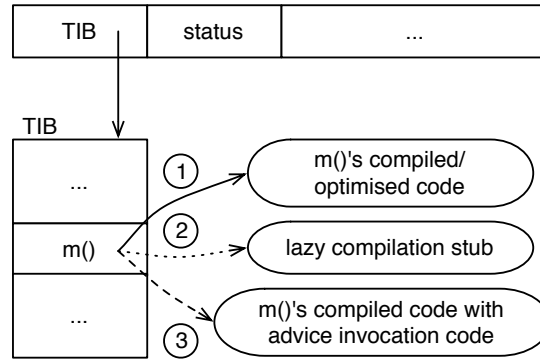 TIB
status
...
TIB
...
m()
...
1
2
3
m()'s compiled/
optimised code
lazy compilation stub
m()'s compiled code with
advice invocation code